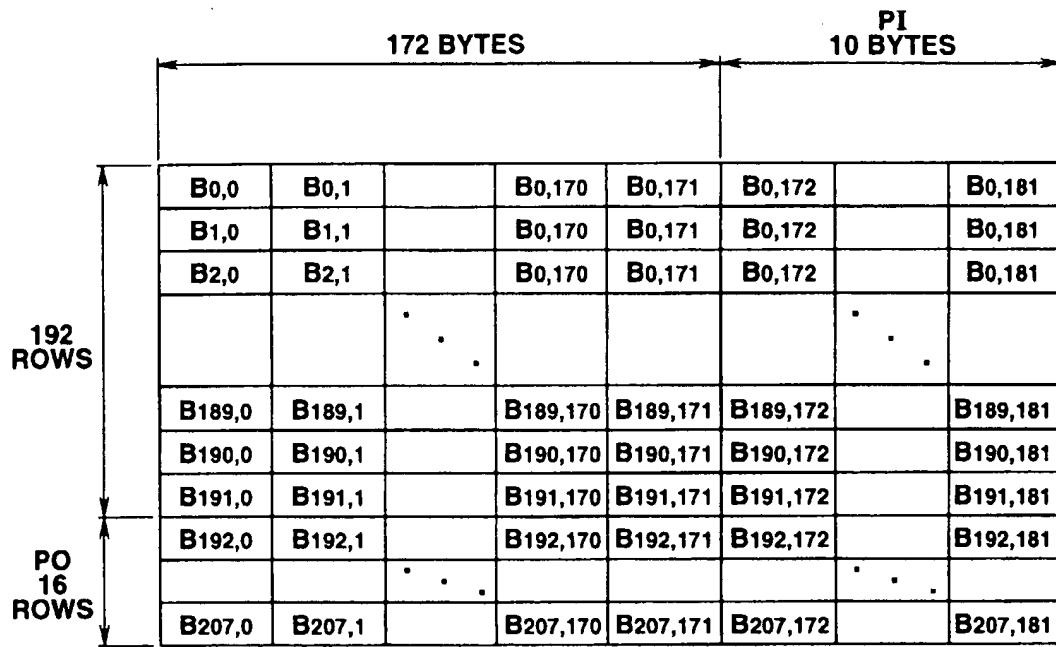 PI
172 BYTES 10 BYTES
B0,0 B0,1 B0,170 B0,171 B0,172 B0,181
B1,0 B1,1 B0,170 B0,171 B0,172 B0,181
B2,0 B2,1 B0,170 B0,171 B0,172 B0,181
192
ROWS
B189,0 B189,1 B189,170 B189,171 B189,172 B189,181
B190,0 B190,1 B190,170 B190,171 B190,172 B190,181
B191,0 B191,1 B191,170 B191,171 B191,172 B191,181
B192,0 B192,1 B192,170 B192,171 B192,172 B192,181
PO
16
ROWS
B207,0 B207,1 B207,170 B207,171 B207,172 B207,181